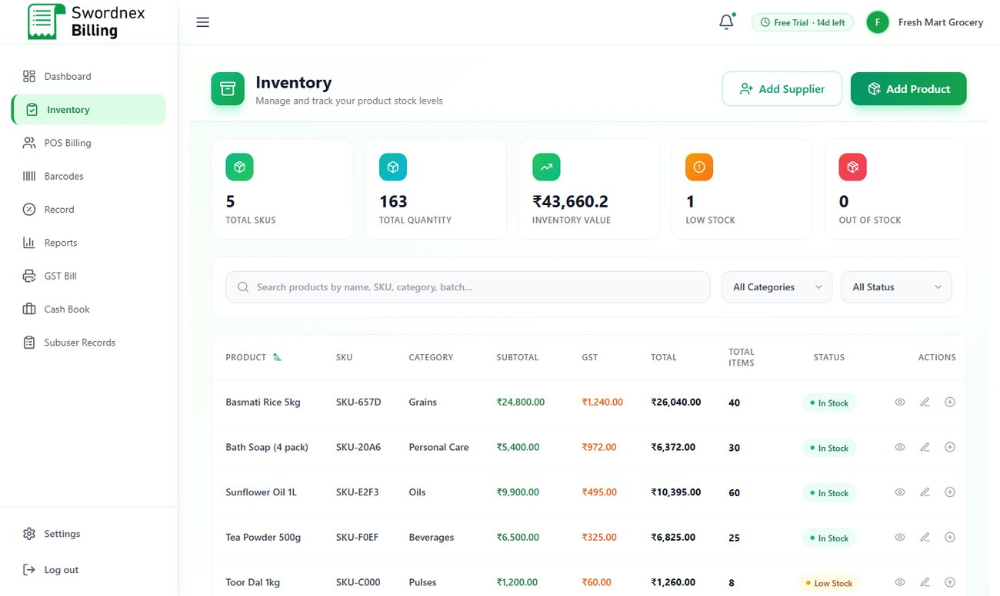 Swordnex
Billing
Free Trial · 14d left
F
Fresh Mart Grocery
Dashboard
Inventory
POS Billing
Barcodes
Record
Reports
GST Bill
Cash Book
Subuser Records
Settings
Log out
Inventory
Manage and track your product stock levels
Add Supplier
Add Product
5
TOTAL SKUS
163
TOTAL QUANTITY
₹43,660.2
INVENTORY VALUE
1
LOW STOCK
0
OUT OF STOCK
Search products by name, SKU, category, batch...
All Categories
All Status
PRODUCT SKU CATEGORY SUBTOTAL GST TOTAL TOTAL ITEMS STATUS ACTIONS
Basmati Rice 5kg SKU-657D Grains ₹24,800.00 ₹1,240.00 ₹26,040.00 40 In Stock
Bath Soap (4 pack) SKU-20A6 Personal Care ₹5,400.00 ₹972.00 ₹6,372.00 30 In Stock
Sunflower Oil 1L SKU-E2F3 Oils ₹9,900.00 ₹495.00 ₹10,395.00 60 In Stock
Tea Powder 500g SKU-F0EF Beverages ₹6,500.00 ₹325.00 ₹6,825.00 25 In Stock
Toor Dal 1kg SKU-C000 Pulses ₹1,200.00 ₹60.00 ₹1,260.00 8 Low Stock